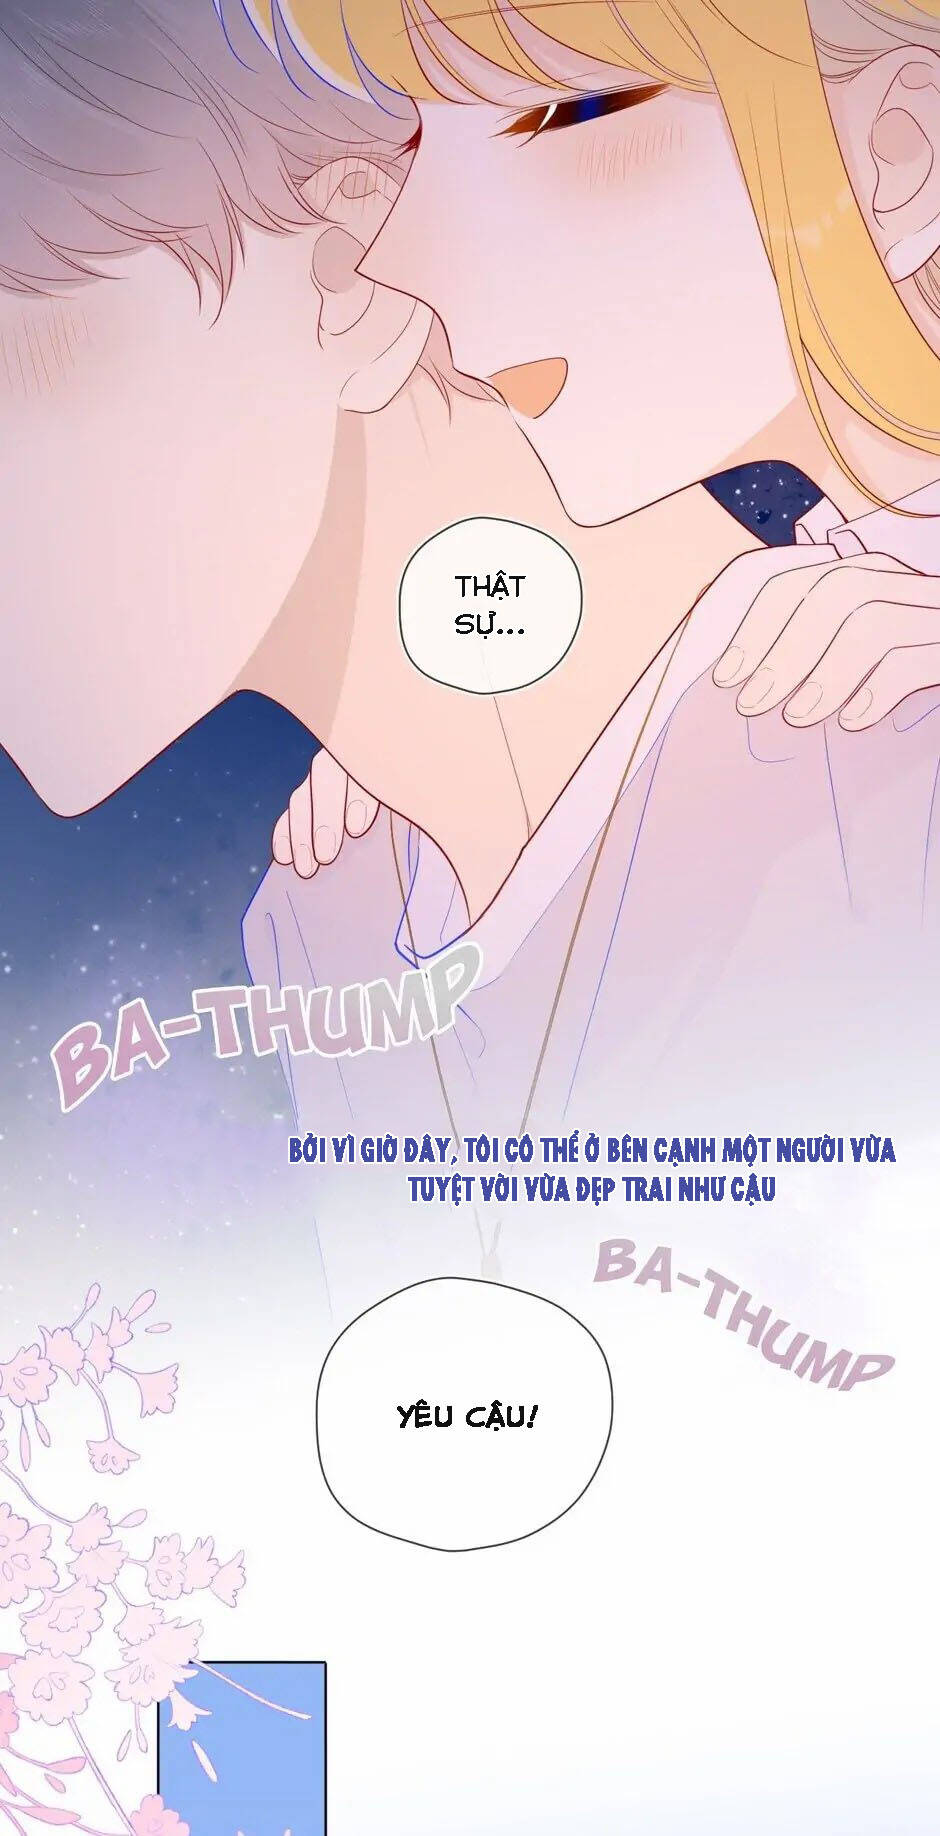 THẬT
SỰ...
BA-THUMP
BỞI VÌ GIỜ ĐÂY, TÔI CÓ THỂ Ở BÊN CẠNH MỘT NGƯỜI VỪA
TUYỆT VỜI VỪA ĐẸP TRAI NHƯ CẬU
BA-THUMP
YÊU CẬU!